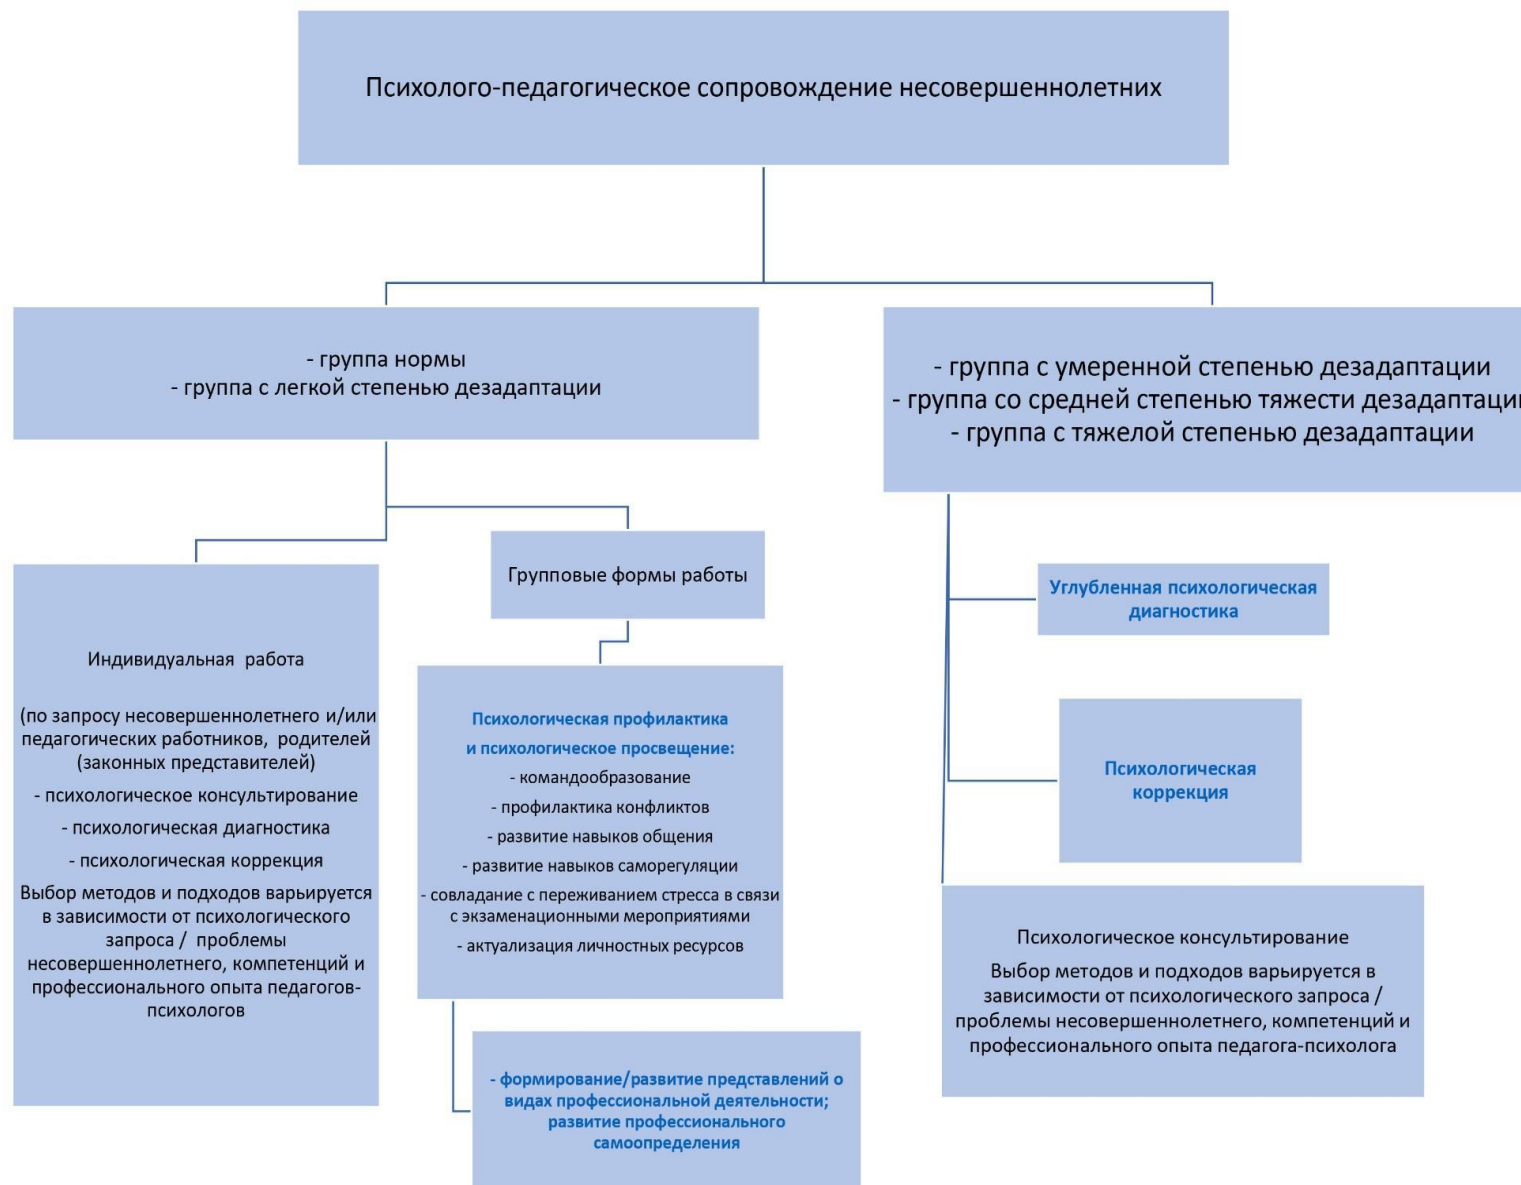 Психолого-педагогическое сопровождение несовершеннолетних
- группа нормы
- группа с легкой степенью дезадаптации
- группа с умеренной степенью дезадаптации
- группа со средней степенью тяжести дезадаптаци
- группа с тяжелой степенью дезадаптации
Индивидуальная работа
(по запросу несовершеннолетнего и/или
педагогических работников, родителей
(законных представителей)
- психологическое консультирование
- психологическая диагностика
- психологическая коррекция
Выбор методов и подходов варьируется
в зависимости от психологического
запроса / проблемы
несовершеннолетнего, компетенций и
профессионального опыта педагогов-
психологов
Групповые формы работы
Психологическая профилактика
и психологическое просвещение:
- командообразование
- профилактика конфликтов
- развитие навыков общения
- развитие навыков саморегуляции
- совладание с переживанием стресса в связи
с экзаменационными мероприятиями
- актуализация личностных ресурсов
- формирование/развитие представлений о
видах профессиональной деятельности;
развитие профессионального
самоопределения
Углубленная психологическая
диагностика
Психологическая
коррекция
Психологическое консультирование
Выбор методов и подходов варьируется в
зависимости от психологического запроса /
проблемы несовершеннолетнего, компетенций и
профессионального опыта педагога-психолога